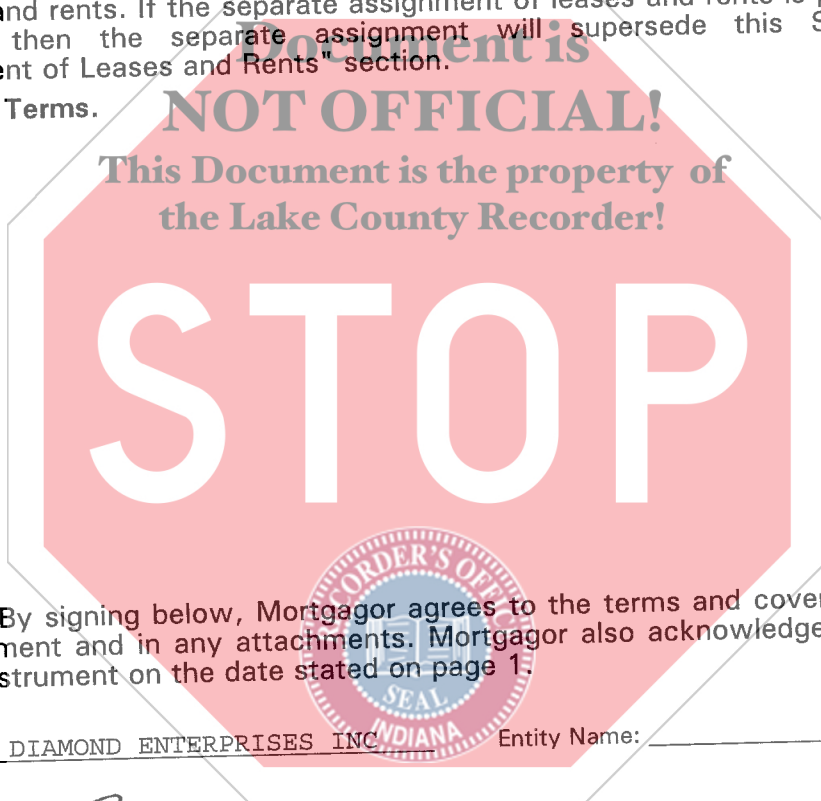 and rents. If the separate assignment of leases and rents is
then the separate assignment will supersede this S
ent of Leases and Rents" section.
Document is
Terms.
NOT OFFICIAL!
This Document is the property of
the Lake County Recorder!
STOP
RECORDER'S OFFICE
By signing below, Mortgagor agrees to the terms and cove
ment and in any attachments. Mortgagor also acknowledge
strument on the date stated on page 1.
SEAL
INDIANA
DIAMOND ENTERPRISES INC Entity Name: